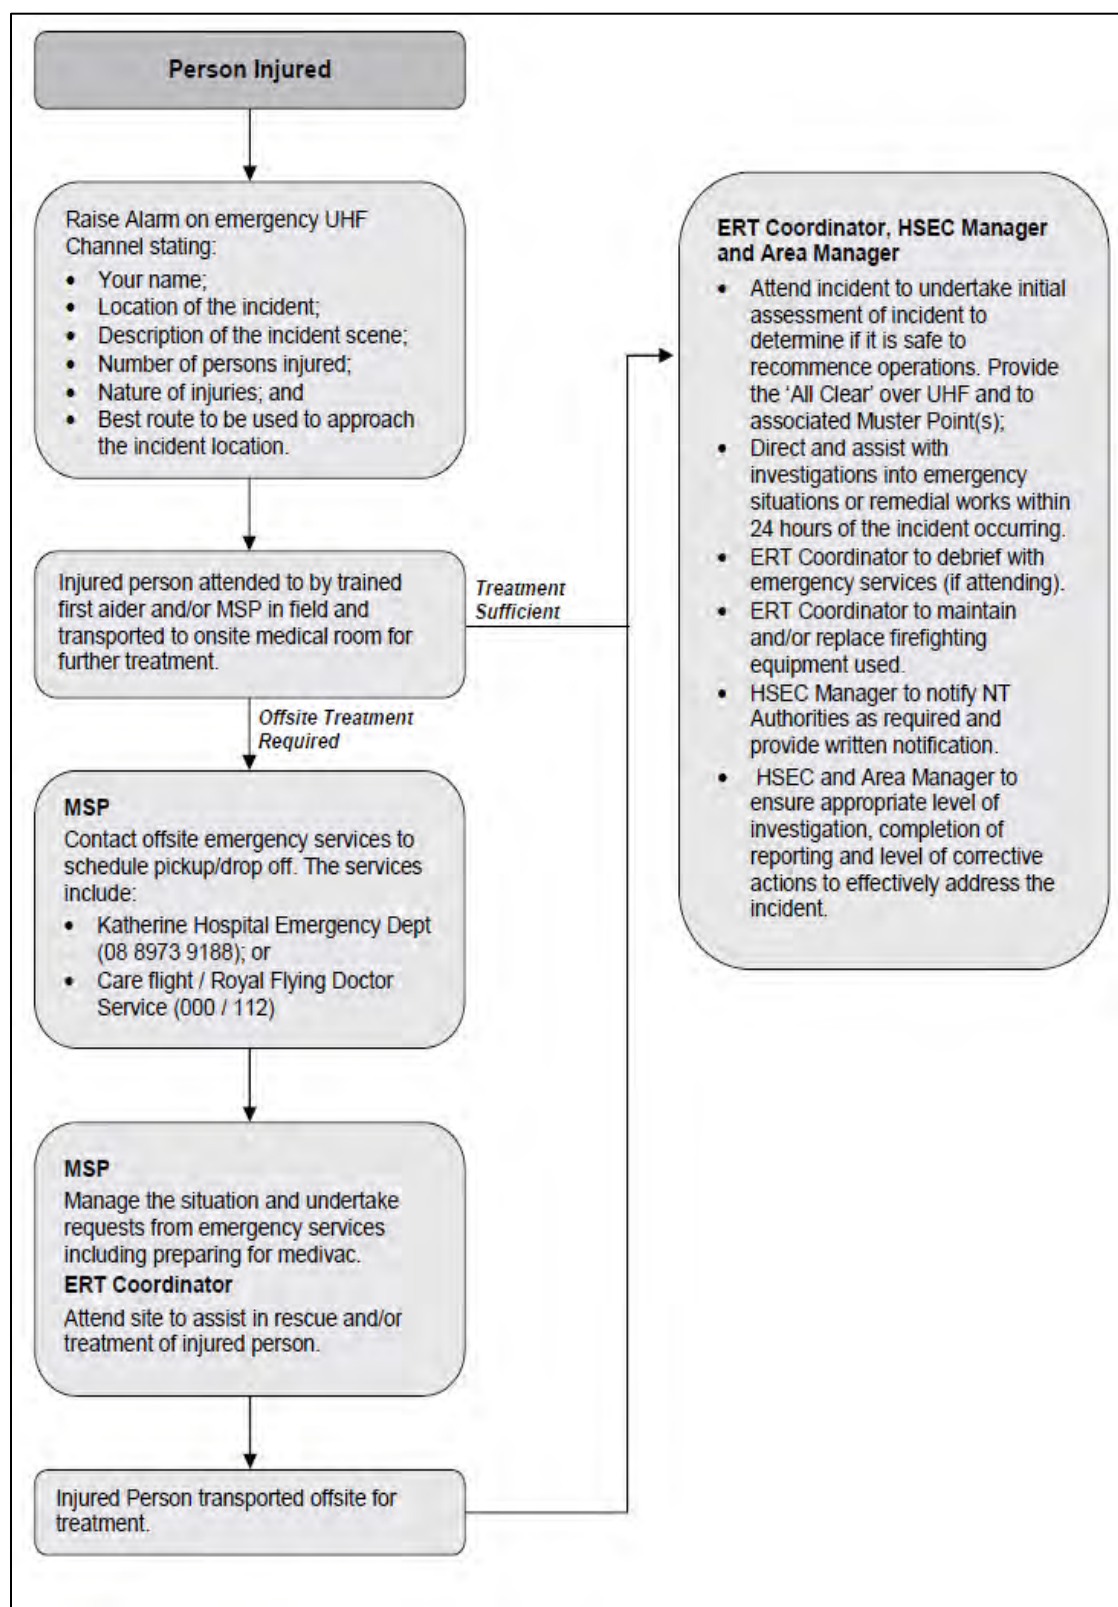 Person Injured
Raise Alarm on emergency UHF
Channel stating:
• Your name;
• Location of the incident;
• Description of the incident scene;
• Number of persons injured;
• Nature of injuries; and
• Best route to be used to approach
the incident location.
Injured person attended to by trained
first aider and/or MSP in field and
transported to onsite medical room for
further treatment.
Treatment
Sufficient
Offsite Treatment
Required
MSP
Contact offsite emergency services to
schedule pickup/drop off. The services
include:
• Katherine Hospital Emergency Dept
(08 8973 9188); or
• Care flight / Royal Flying Doctor
Service (000 / 112)
MSP
Manage the situation and undertake
requests from emergency services
including preparing for medivac.
ERT Coordinator
Attend site to assist in rescue and/or
treatment of injured person.
Injured Person transported offsite for
treatment.
ERT Coordinator, HSEC Manager
and Area Manager
• Attend incident to undertake initial
assessment of incident to
determine if it is safe to
recommence operations. Provide
the ‘All Clear’ over UHF and to
associated Muster Point(s);
• Direct and assist with
investigations into emergency
situations or remedial works within
24 hours of the incident occurring.
• ERT Coordinator to debrief with
emergency services (if attending).
• ERT Coordinator to maintain
and/or replace firefighting
equipment used.
• HSEC Manager to notify NT
Authorities as required and
provide written notification.
• HSEC and Area Manager to
ensure appropriate level of
investigation, completion of
reporting and level of corrective
actions to effectively address the
incident.